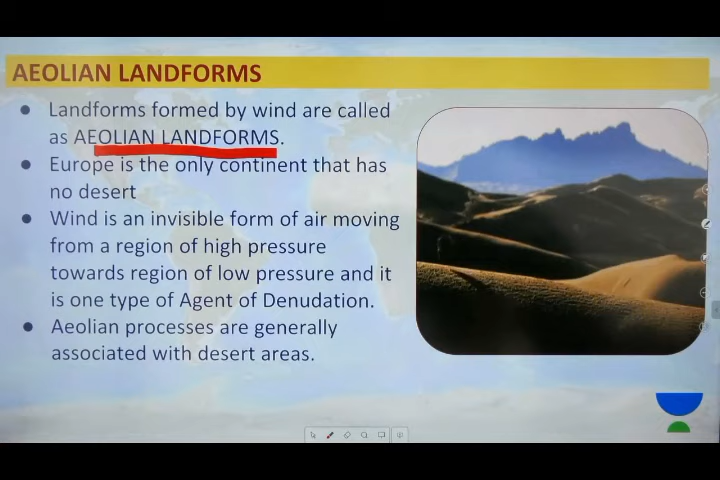 AEOLIAN LANDFORMS
● Landforms formed by wind are called
as AEOLIAN LANDFORMS.
● Europe is the only continent that has
no desert
● Wind is an invisible form of air moving
from a region of high pressure
towards region of low pressure and it
is one type of Agent of Denudation.
● Aeolian processes are generally
associated with desert areas.